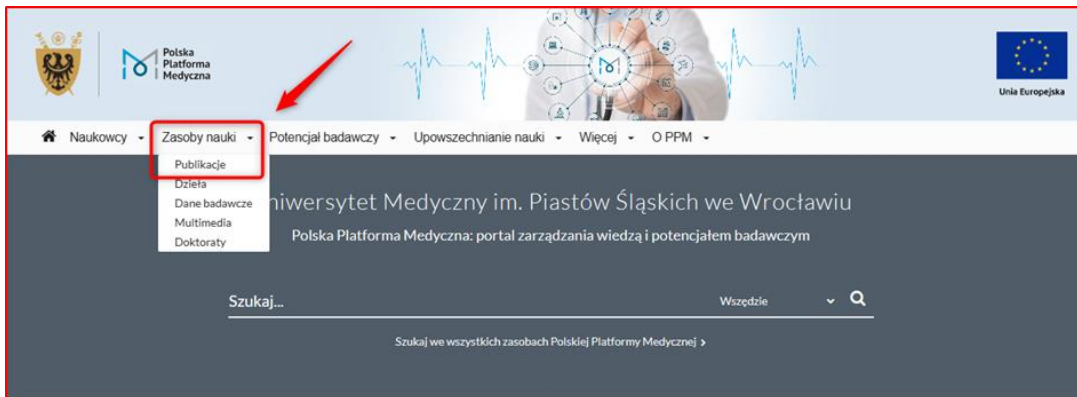 Polska
Platforma
Medyczna
Unia Europejska
Naukowcy Zasoby nauki Potencjał badawczy Upowszechnianie nauki Więcej O PPM
Publikacje
Dzieła
Dane badawcze
Multimedia
Doktoraty
niwersytet Medyczny im. Piastów Śląskich we Wrocławiu
Polska Platforma Medyczna: portal zarządzania wiedzą i potencjałem badawczym
Szukaj... Wszędzie
Szukaj we wszystkich zasobach Polskiej Platformy Medycznej ›